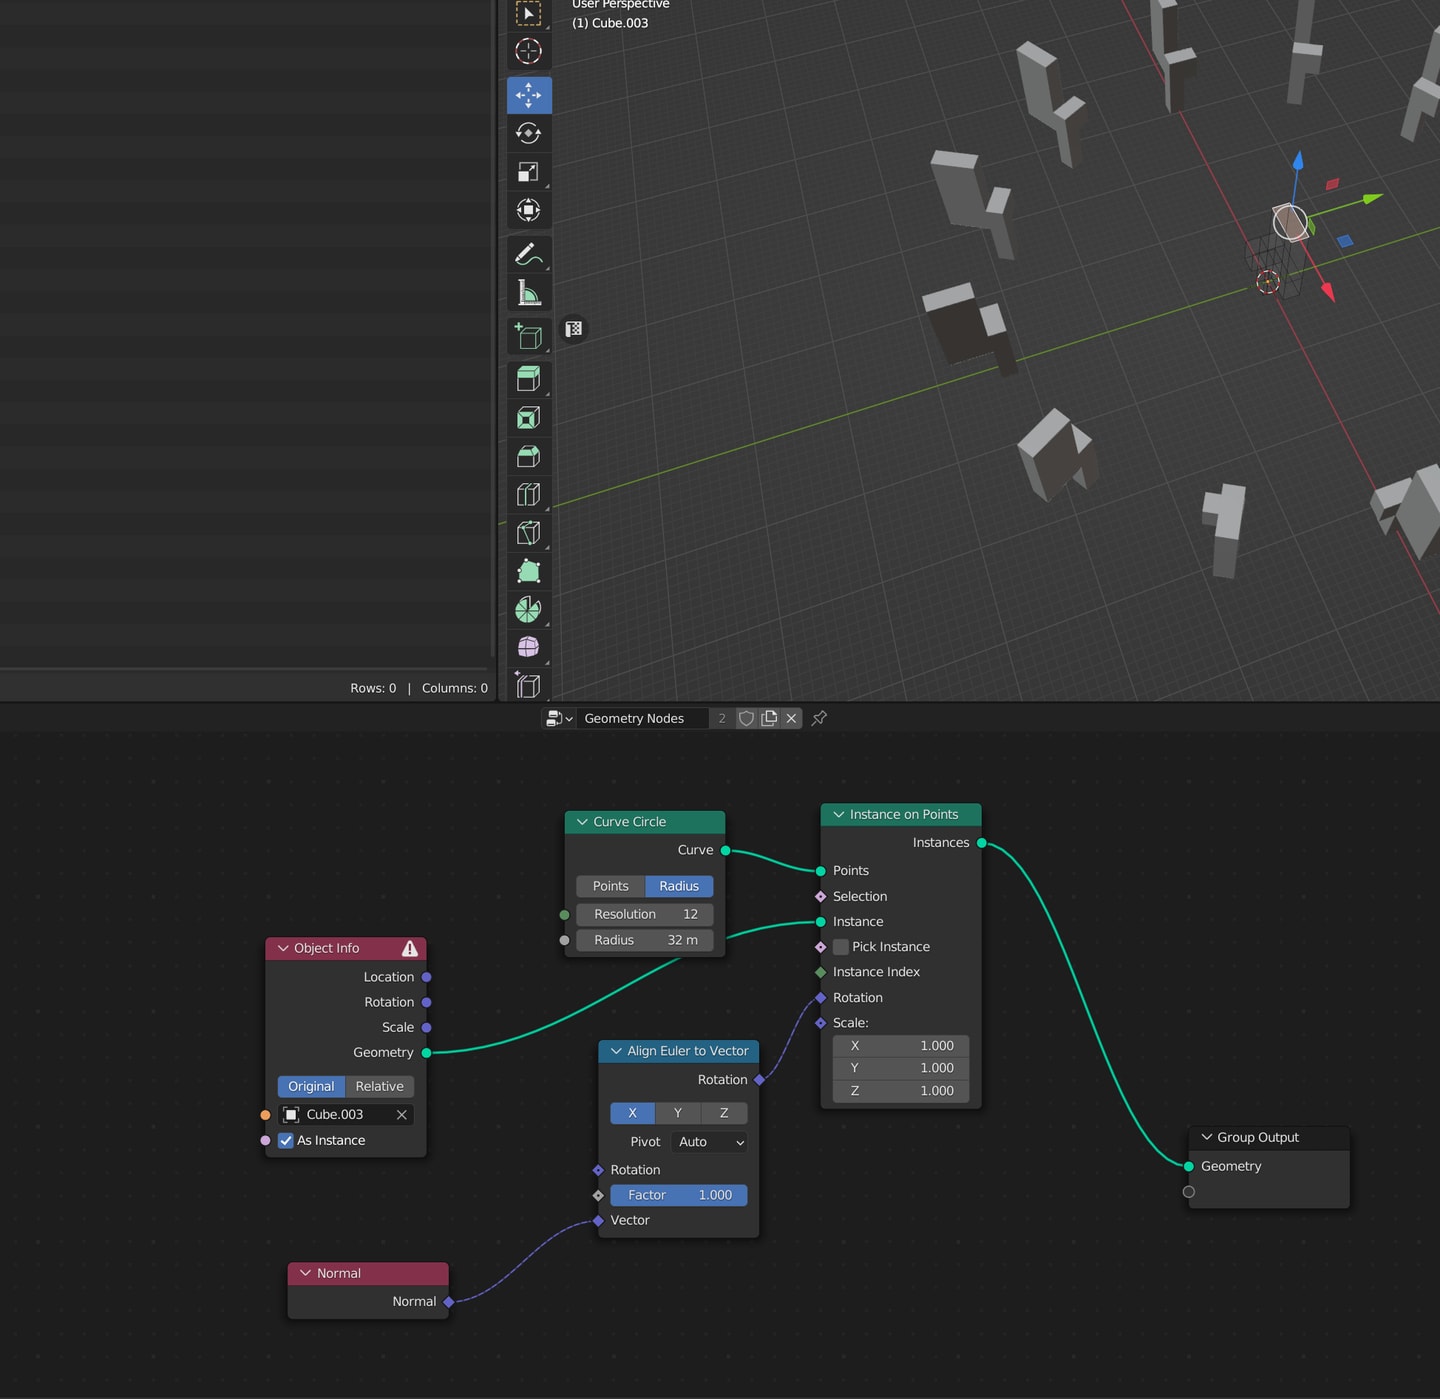 User Perspective
(1) Cube.003
Rows: 0 | Columns: 0
Geometry Nodes 2
Curve Circle
Curve
Points Radius
Resolution 12
Radius 32 m
Instance on Points
Instances
Points
Selection
Instance
Pick Instance
Instance Index
Rotation
Scale:
X 1.000
Y 1.000
Z 1.000
Object Info
Location
Rotation
Scale
Geometry
Original Relative
Cube.003
As Instance
Align Euler to Vector
Rotation
X Y Z
Pivot Auto
Rotation
Factor 1.000
Vector
Group Output
Geometry
Normal
Normal